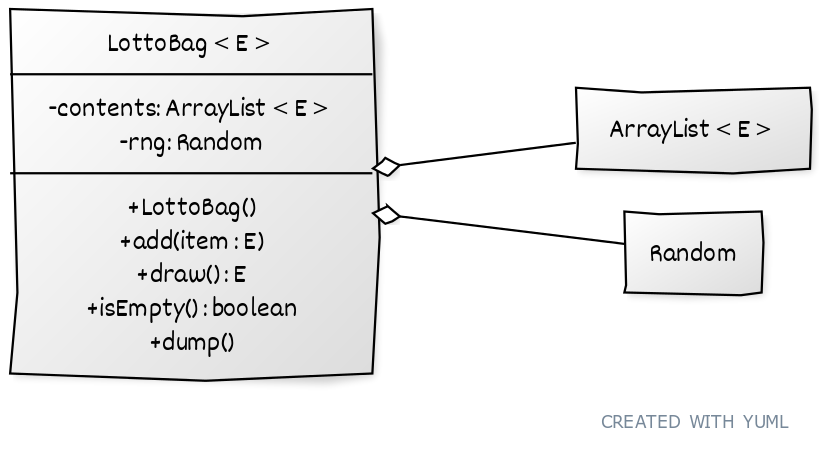 LottoBag < E >
-contents: ArrayList < E >
-rng: Random
+LottoBag()
+add(item : E)
+draw() : E
+isEmpty() : boolean
+dump()
ArrayList < E >
Random
CREATED WITH YUML